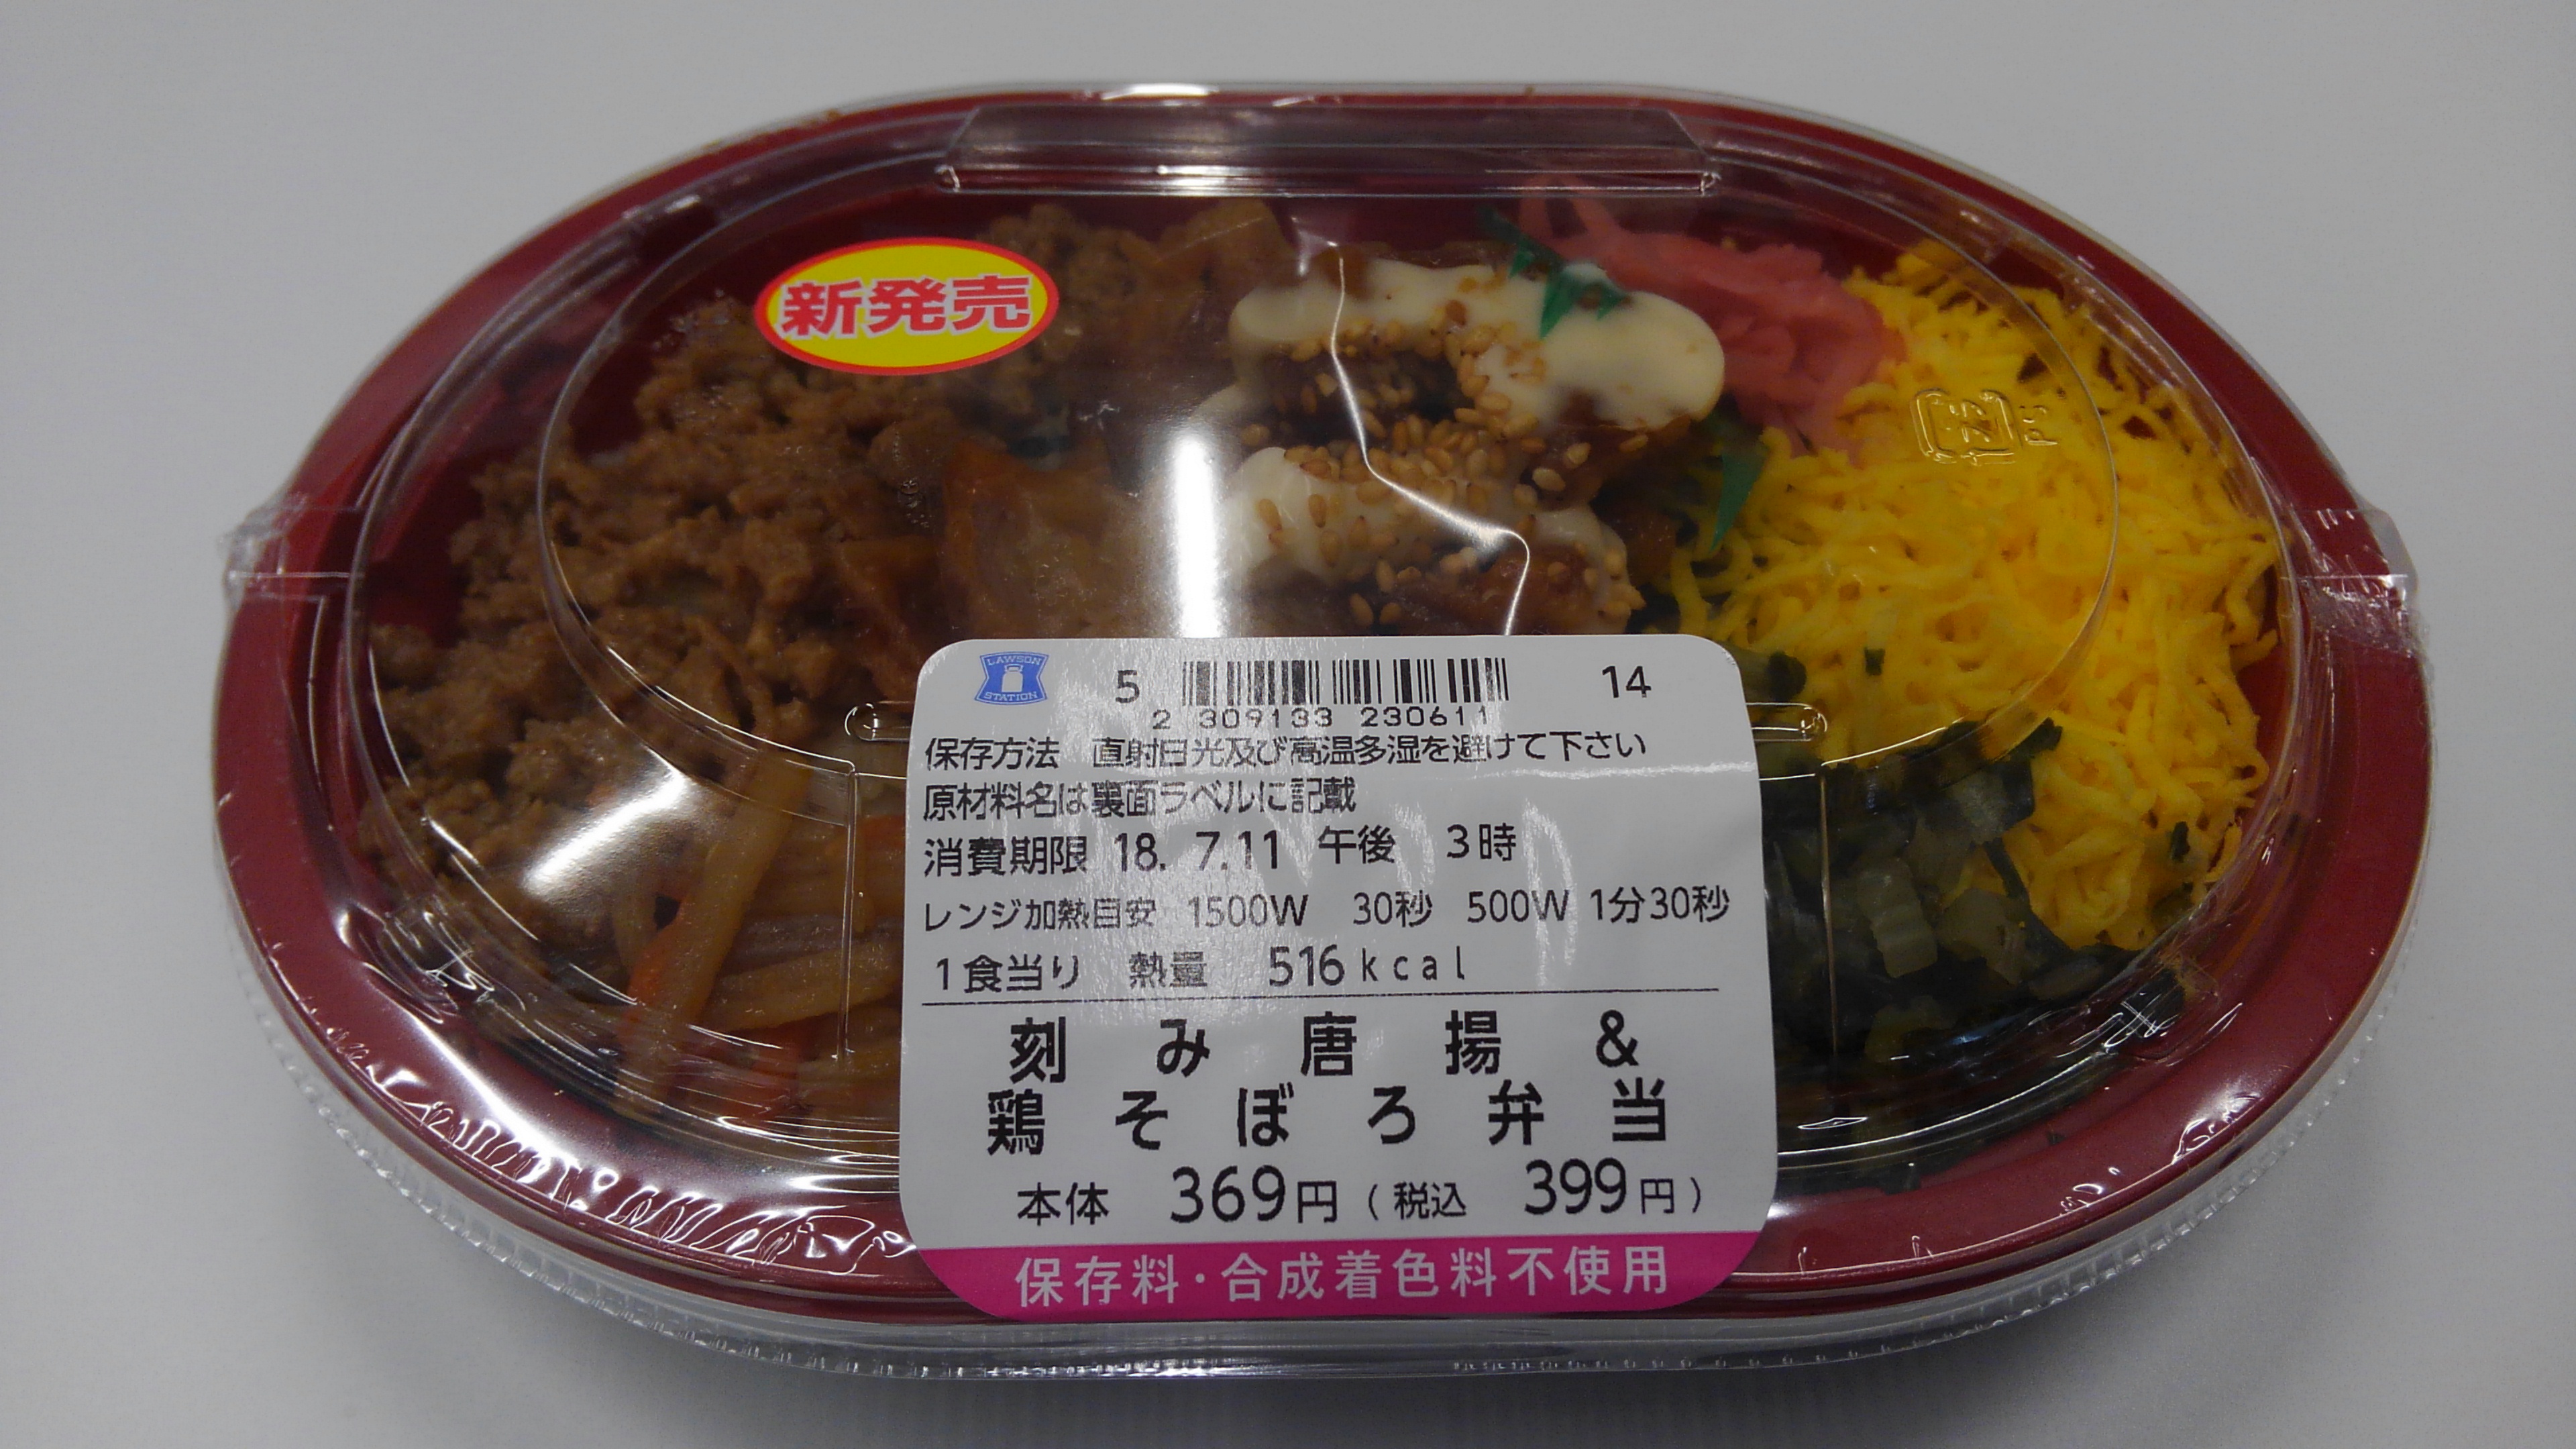 新発売
プラ
PS
LAWSON
STATION
5 14
2 309133 230611
保存方法 直射日光及び高温多湿を避けて下さい
原材料名は裏面ラベルに記載
消費期限 18. 7.11 午後 3時
レンジ加熱目安 1500W 30秒 500W 1分30秒
1食当り 熱量 516kcal
刻み唐揚&
鶏そぼろ弁当
本体 369円(税込 399円)
保存料・合成着色料不使用